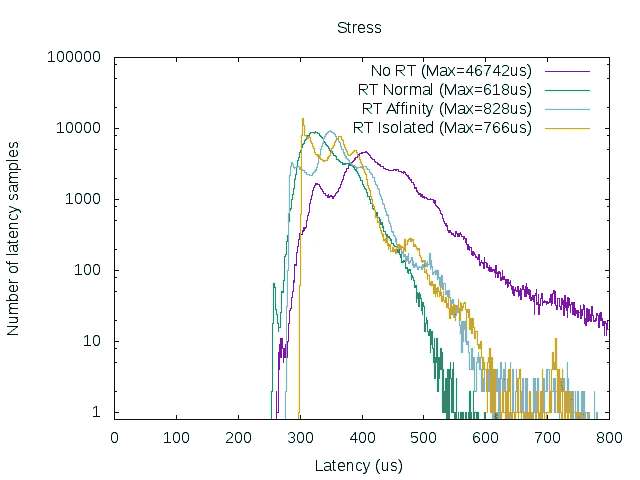 Stress
Number of latency samples
100000
10000
1000
100
10
1
No RT (Max=46742us)
RT Normal (Max=618us)
RT Affinity (Max=828us)
RT Isolated (Max=766us)
0 100 200 300 400 500 600 700 800
Latency (us)